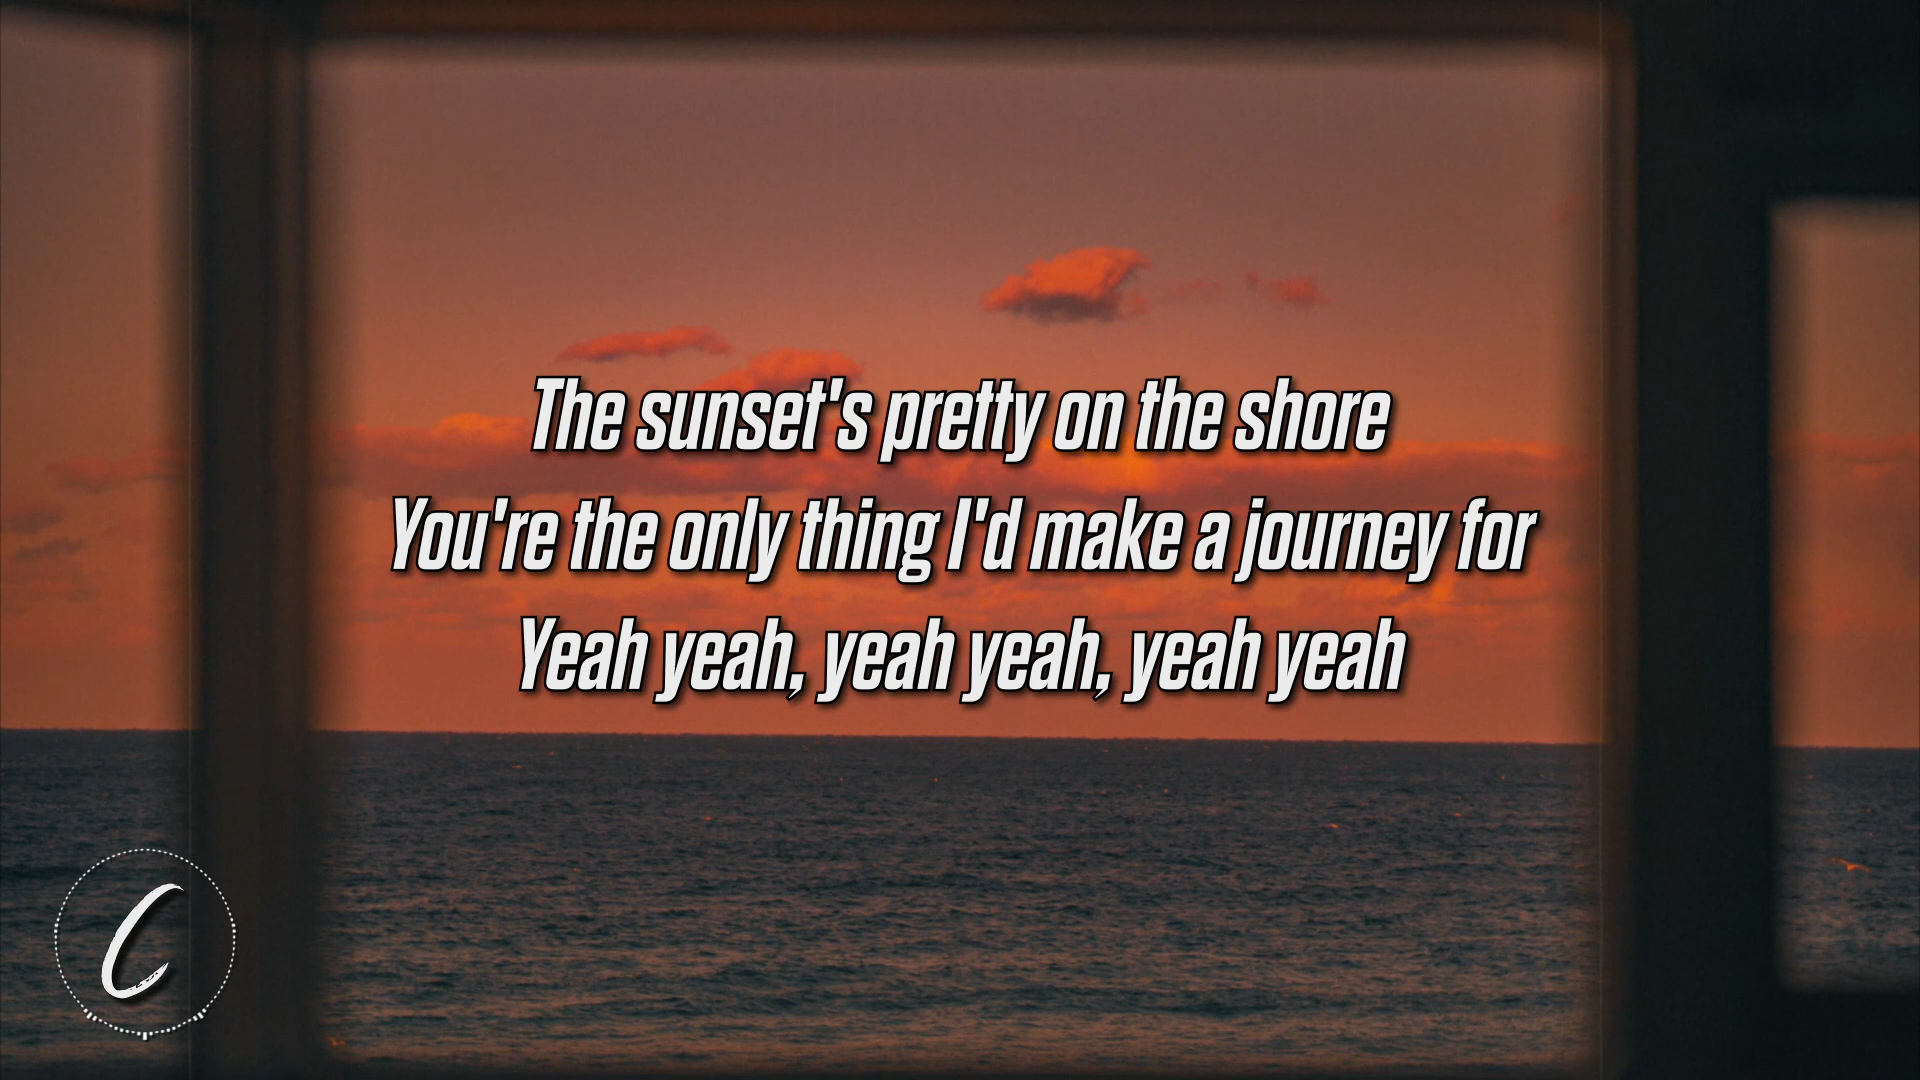 The sunset's pretty on the shore
You're the only thing I'd make a journey for
Yeah yeah, yeah yeah, yeah yeah
C